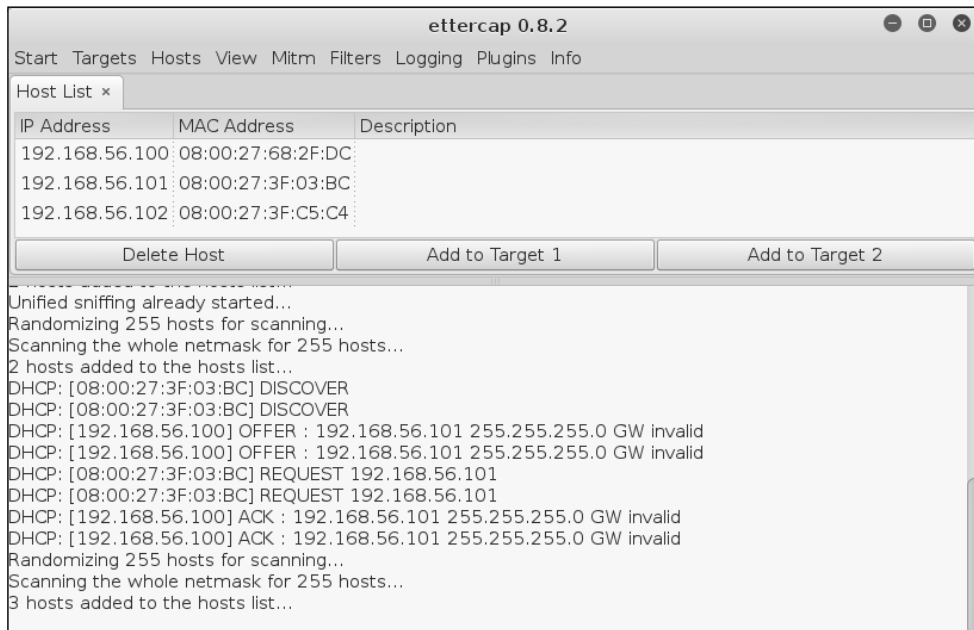 ettercap 0.8.2
Start Targets Hosts View Mitm Filters Logging Plugins Info
Host List ×
IP Address MAC Address Description
192.168.56.100 08:00:27:68:2F:DC
192.168.56.101 08:00:27:3F:03:BC
192.168.56.102 08:00:27:3F:C5:C4
Delete Host Add to Target 1 Add to Target 2
2 hosts added to the hosts list...
Unified sniffing already started...
Randomizing 255 hosts for scanning...
Scanning the whole netmask for 255 hosts...
2 hosts added to the hosts list...
DHCP: [08:00:27:3F:03:BC] DISCOVER
DHCP: [08:00:27:3F:03:BC] DISCOVER
DHCP: [192.168.56.100] OFFER : 192.168.56.101 255.255.255.0 GW invalid
DHCP: [192.168.56.100] OFFER : 192.168.56.101 255.255.255.0 GW invalid
DHCP: [08:00:27:3F:03:BC] REQUEST 192.168.56.101
DHCP: [08:00:27:3F:03:BC] REQUEST 192.168.56.101
DHCP: [192.168.56.100] ACK : 192.168.56.101 255.255.255.0 GW invalid
DHCP: [192.168.56.100] ACK : 192.168.56.101 255.255.255.0 GW invalid
Randomizing 255 hosts for scanning...
Scanning the whole netmask for 255 hosts...
3 hosts added to the hosts list...